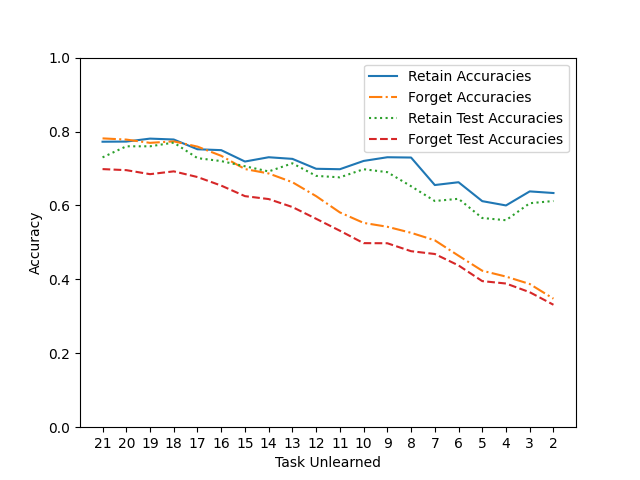 1.0
0.8
0.6
0.4
0.2
0.0
Accuracy
Retain Accuracies
Forget Accuracies
Retain Test Accuracies
Forget Test Accuracies
21 20 19 18 17 16 15 14 13 12 11 10 9 8 7 6 5 4 3 2
Task Unlearned